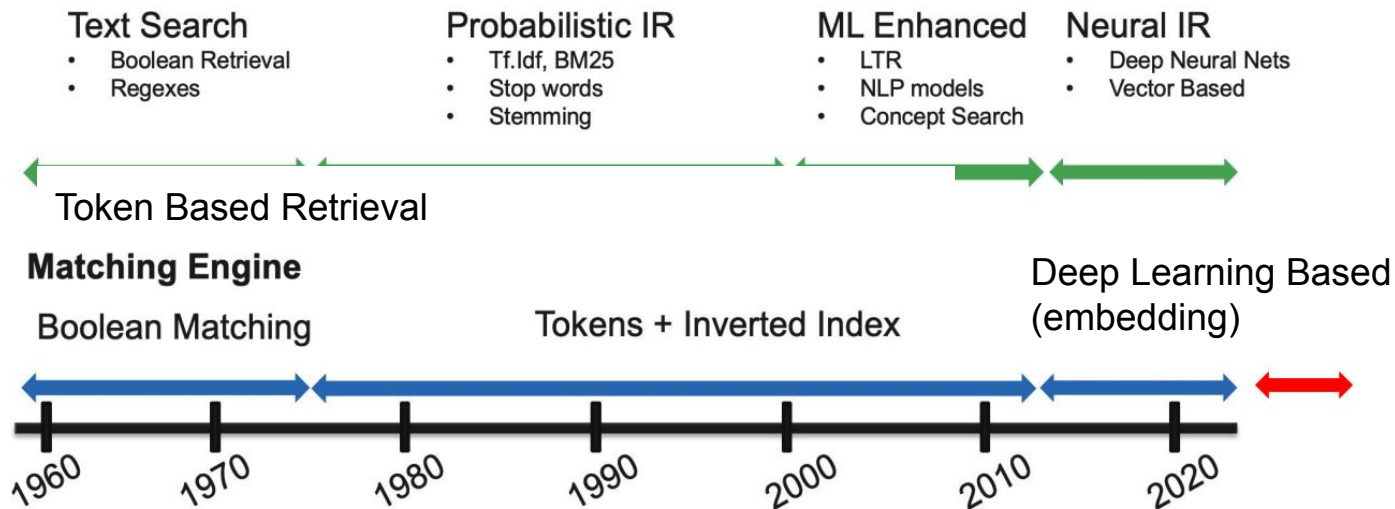 Text Search
• Boolean Retrieval
• Regexes
Probabilistic IR
• Tf.Idf, BM25
• Stop words
• Stemming
ML Enhanced
• LTR
• NLP models
• Concept Search
Neural IR
• Deep Neural Nets
• Vector Based
Token Based Retrieval
Matching Engine
Boolean Matching
Tokens + Inverted Index
Deep Learning Based
(embedding)
1960
1970
1980
1990
2000
2010
2020